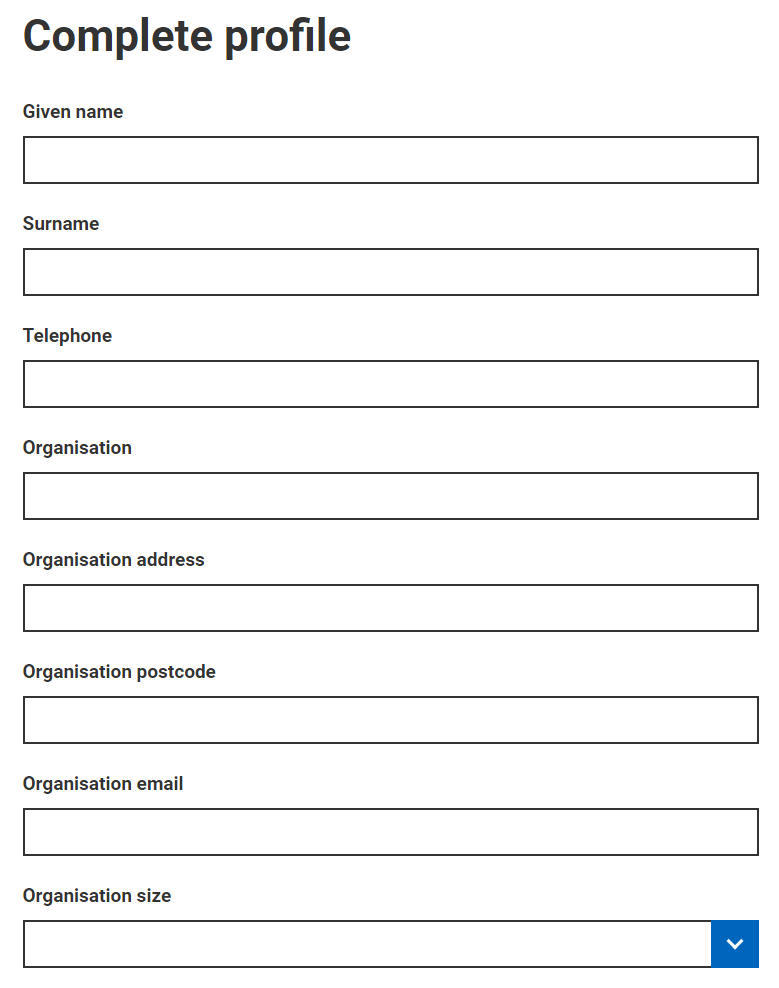 Complete profile
Given name
Surname
Telephone
Organisation
Organisation address
Organisation postcode
Organisation email
Organisation size